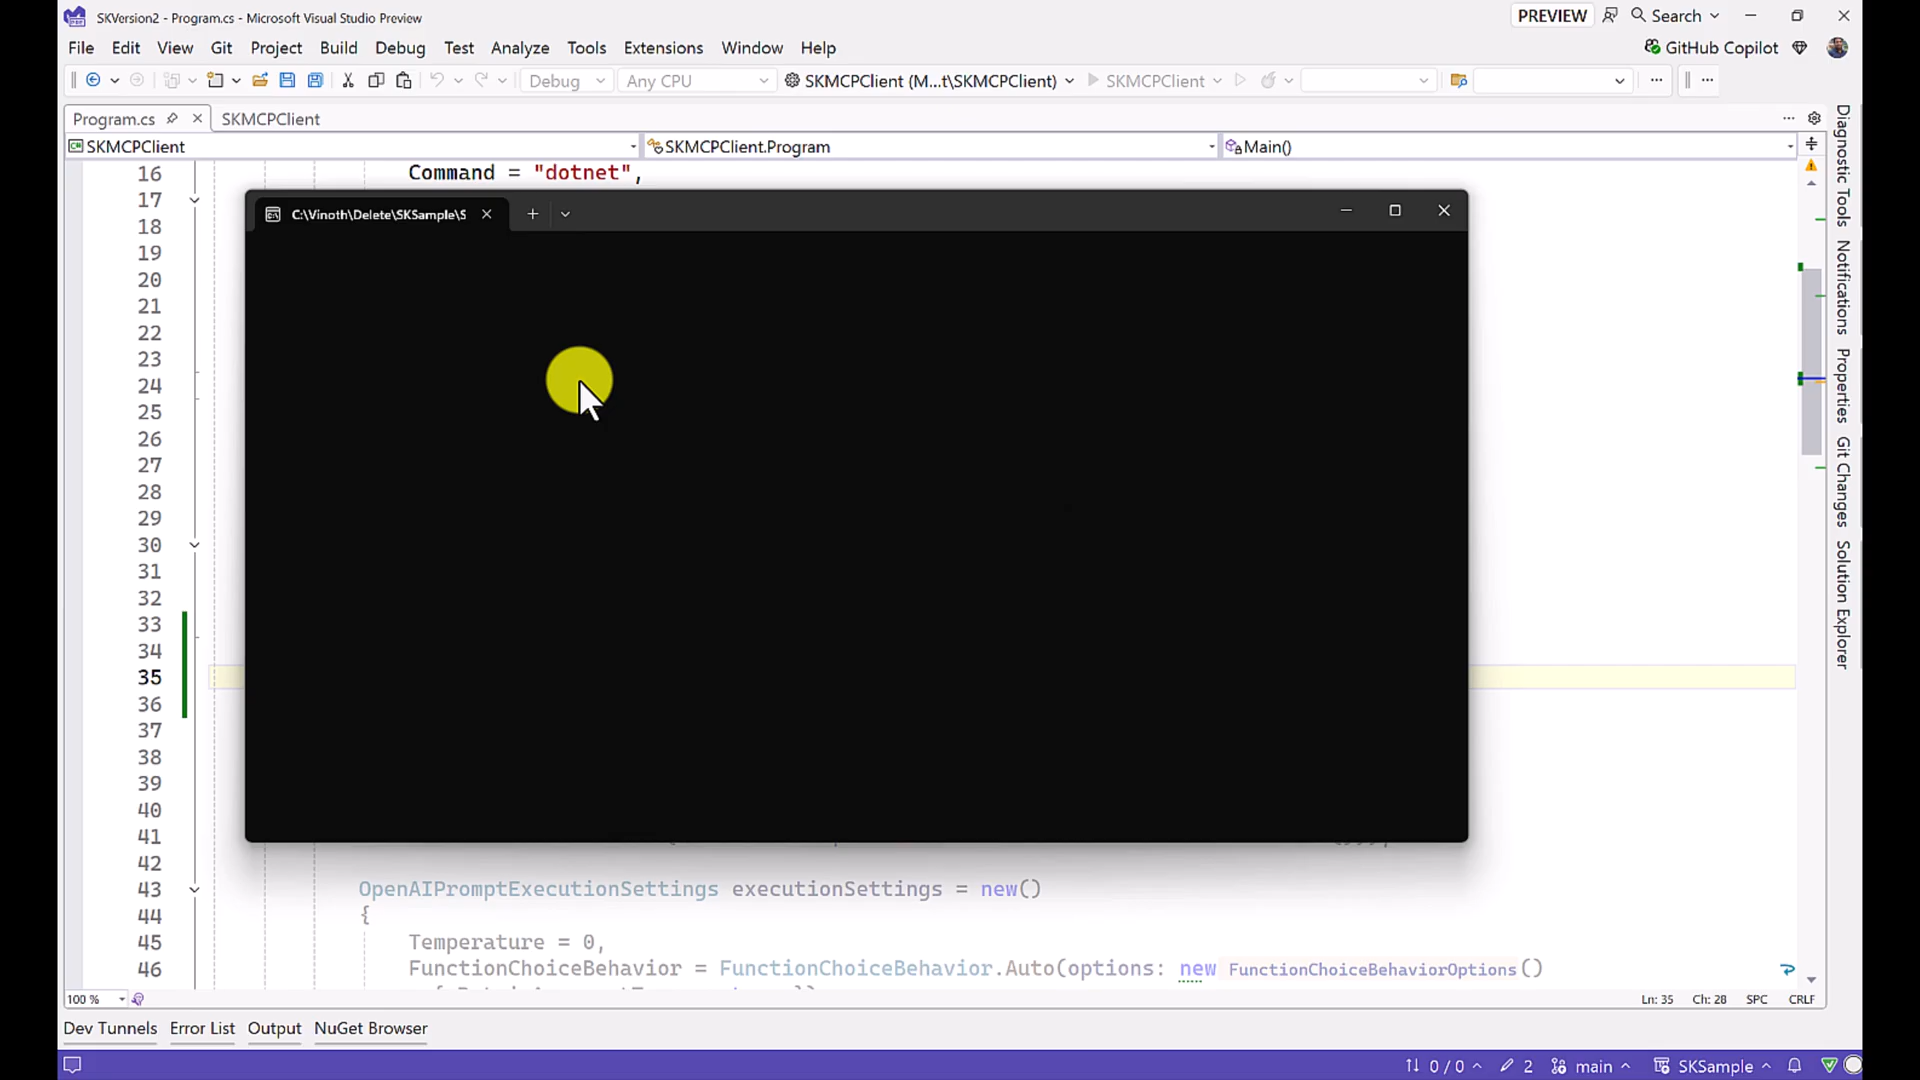 SKVersion2 - Program.cs - Microsoft Visual Studio Preview
PREVIEW
Search
File Edit View Git Project Build Debug Test Analyze Tools Extensions Window Help
GitHub Copilot
Debug Any CPU SKMCPClient (M...t\SKMCPClient) SKMCPClient
Program.cs SKMCPClient
SKMCPClient SKMCPClient.Program Main()
16 Command = "dotnet",
C:\Vinoth\Delete\SKSample\S
17
18
19
20
21
22
23
24
25
26
27
28
29
30
31
32
33
34
35
36
37
38
39
40
41
42
43 OpenAIPromptExecutionSettings executionSettings = new()
44 {
45 Temperature = 0,
46 FunctionChoiceBehavior = FunctionChoiceBehavior.Auto(options: new FunctionChoiceBehaviorOptions()
100 %
Ln: 35 Ch: 28 SPC CRLF
Dev Tunnels Error List Output NuGet Browser
0 / 0 2 main SKSample
Diagnostic Tools
Notifications
Properties
Git Changes
Solution Explorer